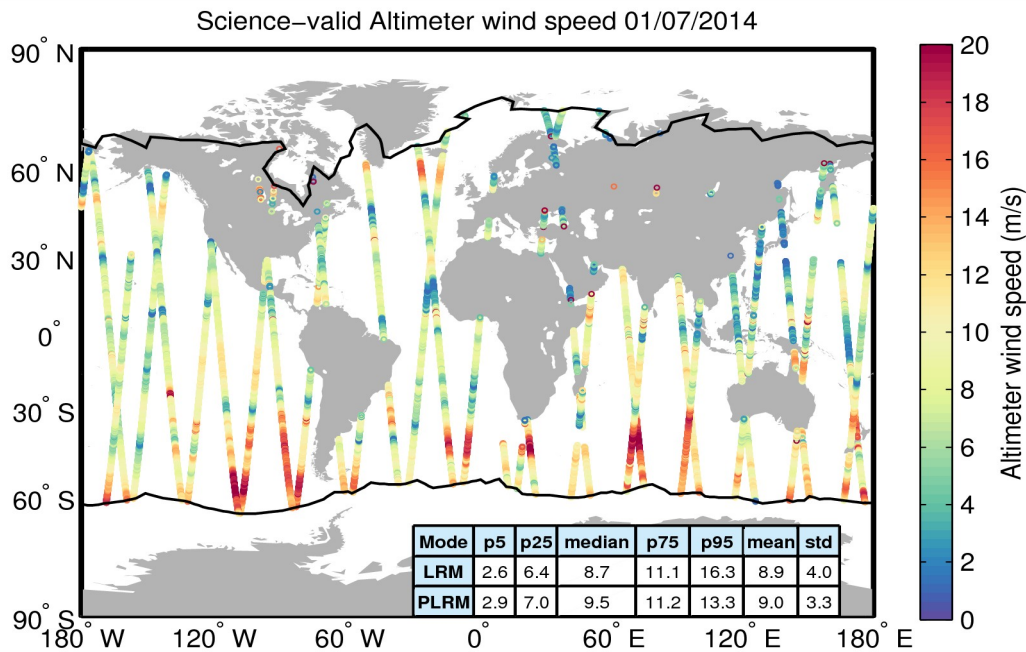 Science−valid Altimeter wind speed 01/07/2014
90° N
60° N
30° N
0°
30° S
60° S
90° S
180° W
120° W
60° W
0°
60° E
120° E
180° E
Mode p5 p25 median p75 p95 mean std
LRM 2.6 6.4 8.7 11.1 16.3 8.9 4.0
PLRM 2.9 7.0 9.5 11.2 13.3 9.0 3.3
20
18
16
14
12
10
8
6
4
2
0
Altimeter wind speed (m/s)